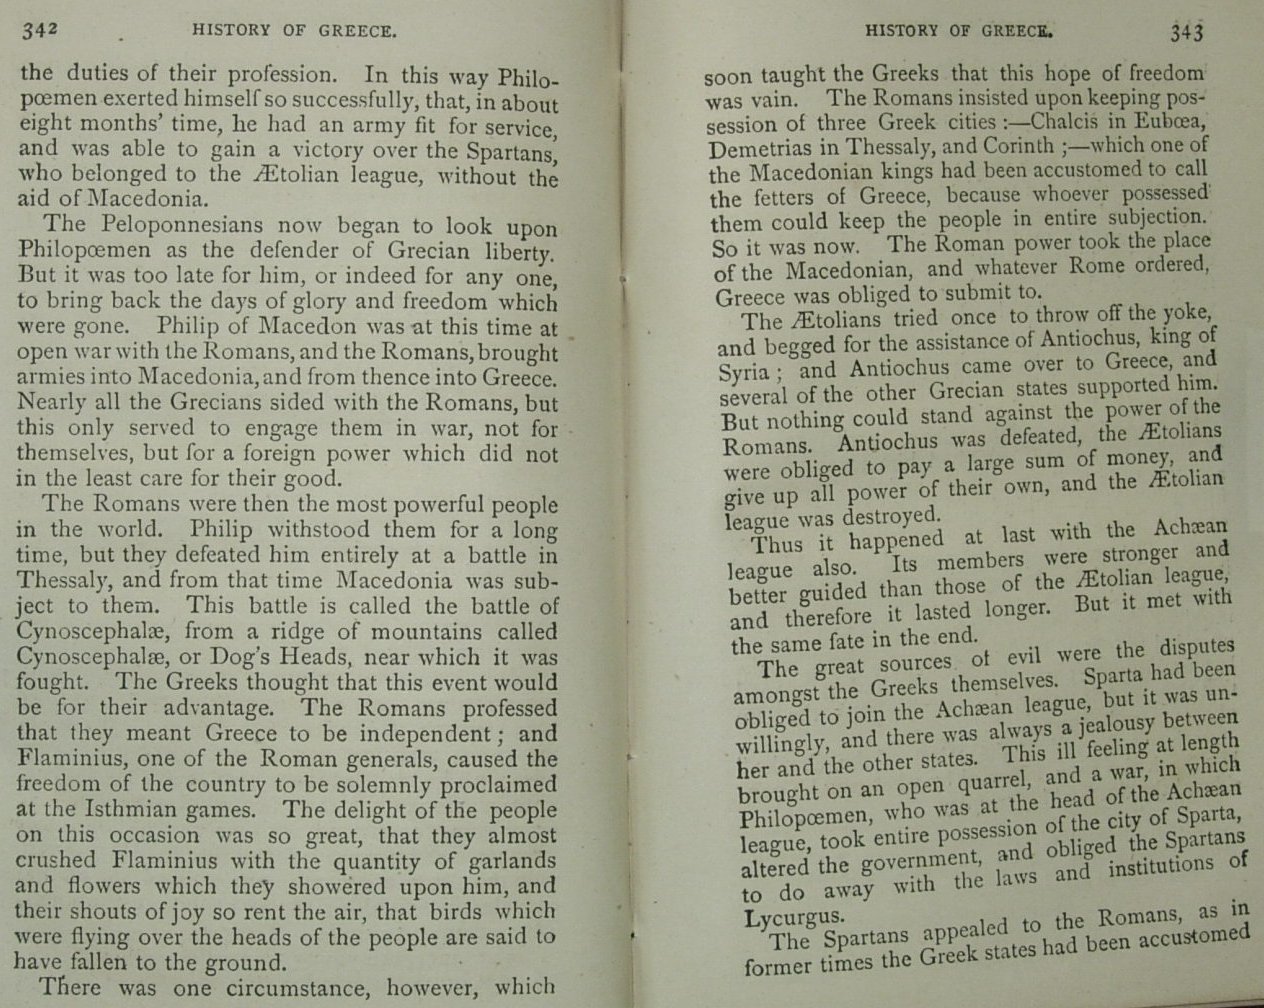 342 HISTORY OF GREECE.
the duties of their profession. In this way Philo-
pœmen exerted himself so successfully, that, in about
eight months' time, he had an army fit for service,
and was able to gain a victory over the Spartans,
who belonged to the Ætolian league, without the
aid of Macedonia.
The Peloponnesians now began to look upon
Philopœmen as the defender of Grecian liberty.
But it was too late for him, or indeed for any one,
to bring back the days of glory and freedom which
were gone. Philip of Macedon was at this time at
open war with the Romans, and the Romans, brought
armies into Macedonia, and from thence into Greece.
Nearly all the Grecians sided with the Romans, but
this only served to engage them in war, not for
themselves, but for a foreign power which did not
in the least care for their good.
The Romans were then the most powerful people
in the world. Philip withstood them for a long
time, but they defeated him entirely at a battle in
Thessaly, and from that time Macedonia was sub-
ject to them. This battle is called the battle of
Cynoscephalæ, from a ridge of mountains called
Cynoscephalæ, or Dog's Heads, near which it was
fought. The Greeks thought that this event would
be for their advantage. The Romans professed
that they meant Greece to be independent; and
Flaminius, one of the Roman generals, caused the
freedom of the country to be solemnly proclaimed
at the Isthmian games. The delight of the people
on this occasion was so great, that they almost
crushed Flaminius with the quantity of garlands
and flowers which they showered upon him, and
their shouts of joy so rent the air, that birds which
were flying over the heads of the people are said to
have fallen to the ground.
There was one circumstance, however, which
HISTORY OF GREECE. 343
soon taught the Greeks that this hope of freedom
was vain. The Romans insisted upon keeping pos-
session of three Greek cities :—Chalcis in Eubœa,
Demetrias in Thessaly, and Corinth ;—which one of
the Macedonian kings had been accustomed to call
the fetters of Greece, because whoever possessed
them could keep the people in entire subjection.
So it was now. The Roman power took the place
of the Macedonian, and whatever Rome ordered,
Greece was obliged to submit to.
The Ætolians tried once to throw off the yoke,
and begged for the assistance of Antiochus, king of
Syria; and Antiochus came over to Greece, and
several of the other Grecian states supported him.
But nothing could stand against the power of the
Romans. Antiochus was defeated, the Ætolians
were obliged to pay a large sum of money, and
give up all power of their own, and the Ætolian
league was destroyed.
Thus it happened at last with the Achæan
league also. Its members were stronger and
better guided than those of the Ætolian league,
and therefore it lasted longer. But it met with
the same fate in the end.
The great sources of evil were the disputes
amongst the Greeks themselves. Sparta had been
obliged to join the Achæan league, but it was un-
willingly, and there was always a jealousy between
her and the other states. This ill feeling at length
brought on an open quarrel, and a war, in which
Philopœmen, who was at the head of the Achæan
league, took entire possession of the city of Sparta,
altered the government, and obliged the Spartans
to do away with the laws and institutions of
Lycurgus.
The Spartans appealed to the Romans, as in
former times the Greek states had been accustomed